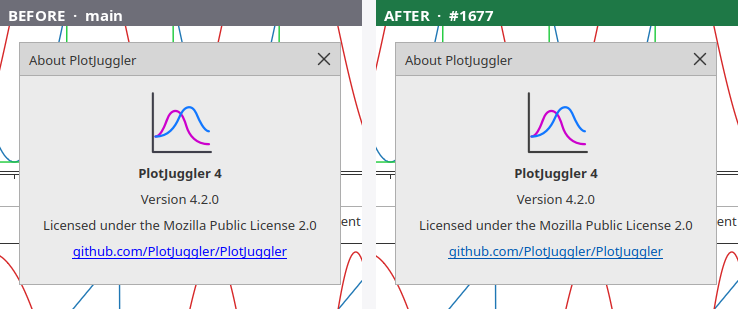 BEFORE · main
About PlotJuggler
PlotJuggler 4
Version 4.2.0
Licensed under the Mozilla Public License 2.0
github.com/PlotJuggler/PlotJuggler
ent
AFTER · #1677
About PlotJuggler
PlotJuggler 4
Version 4.2.0
Licensed under the Mozilla Public License 2.0
github.com/PlotJuggler/PlotJuggler
ent